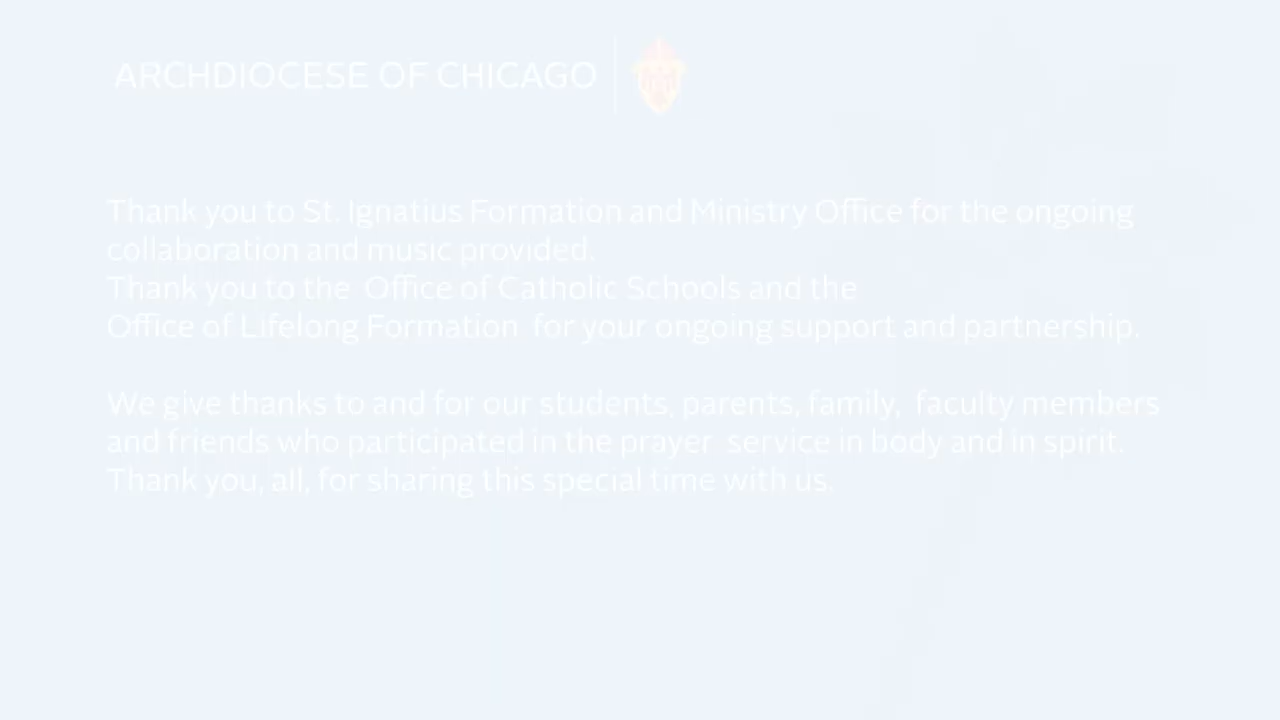 ARCHDIOCESE OF CHICAGO
Thank you to St. Ignatius Formation and Ministry Office for the ongoing
collaboration and music provided.
Thank you to the Office of Catholic Schools and the
Office of Lifelong Formation for your ongoing support and partnership.
We give thanks to and for our students, parents, family, faculty members
and friends who participated in the prayer service in body and in spirit.
Thank you, all, for sharing this special time with us.